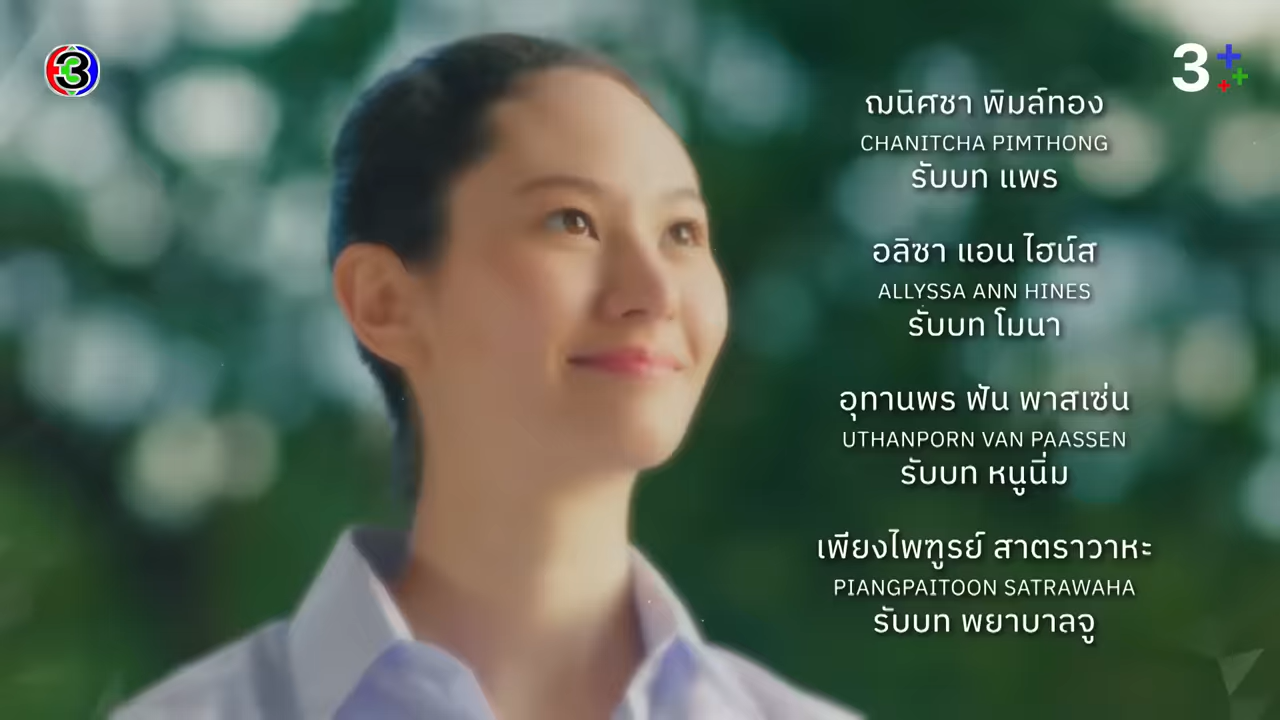 3
3
ฌนิศชา พิมล์ทอง
CHANITCHA PIMTHONG
รับบท แพร
อลิซา แอน ไฮน์ส
ALLYSSA ANN HINES
รับบท โมนา
อุทานพร ฟัน พาสเซ่น
UTHANPORN VAN PAASSEN
รับบท หนูนิ่ม
เพียงไพฑูรย์ สาตราวาหะ
PIANGPAITOON SATRAWAHA
รับบท พยาบาลจู